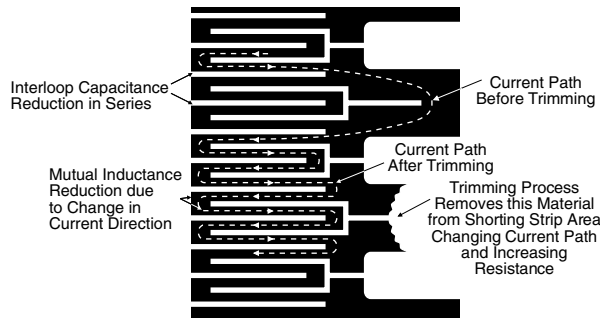 Interloop Capacitance
Reduction in Series
Current Path
Before Trimming
Current Path
After Trimming
Mutual Inductance
Reduction due
to Change in
Current Direction
Trimming Process
Removes this Material
from Shorting Strip Area
Changing Current Path
and Increasing
Resistance